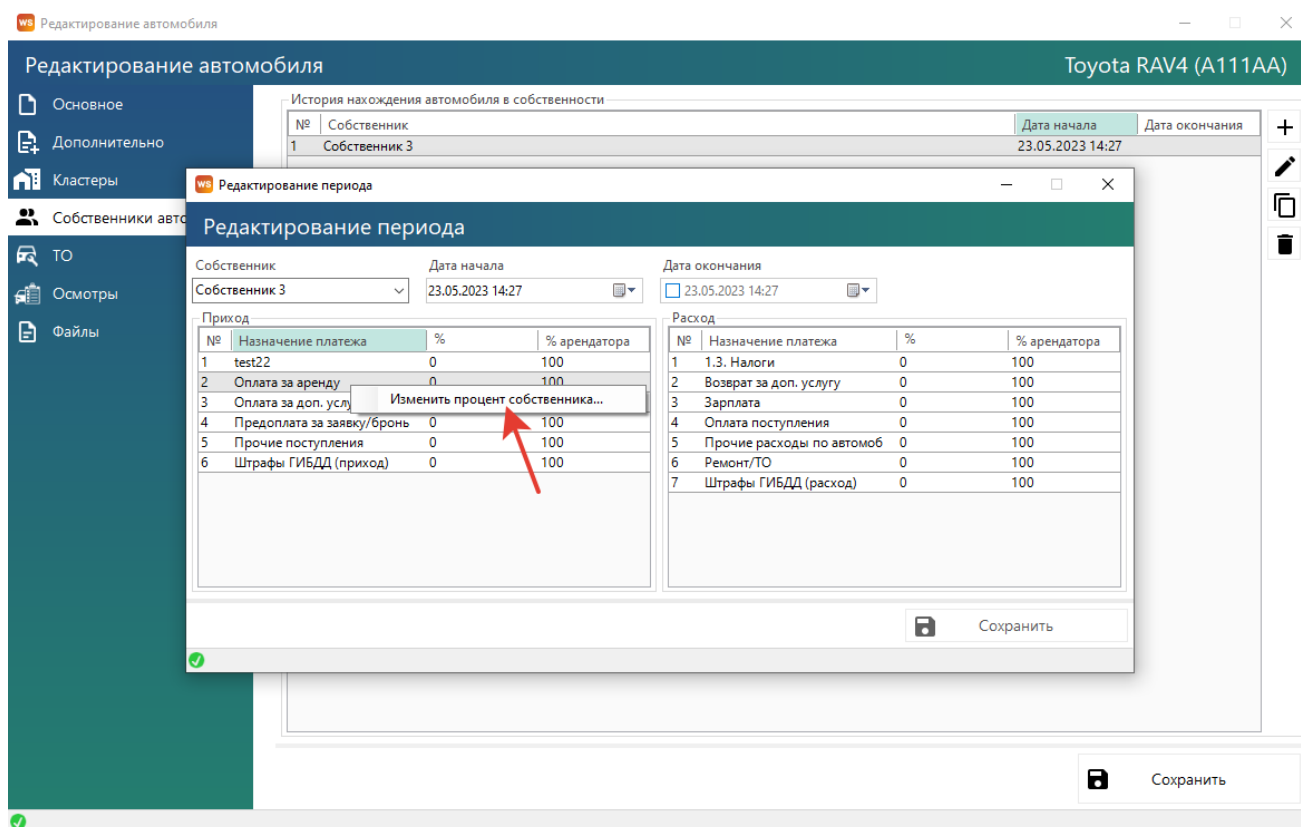 WS Редактирование автомобиля
Редактирование автомобиля Toyota RAV4 (A111AA)
Основное
Дополнительно
Кластеры
Собственники авто
ТО
Осмотры
Файлы
История нахождения автомобиля в собственности
№ Собственник Дата начала Дата окончания
1 Собственник 3 23.05.2023 14:27
WS Редактирование периода
Редактирование периода
Собственник Дата начала Дата окончания
Собственник 3 23.05.2023 14:27 23.05.2023 14:27
Приход
№ Назначение платежа % % арендатора
1 test22 0 100
2 Оплата за аренду 0 100
Изменить процент собственника...
3 Оплата за доп. услу
4 Предоплата за заявку/бронь 0 100
5 Прочие поступления 0 100
6 Штрафы ГИБДД (приход) 0 100
Расход
№ Назначение платежа % % арендатора
1 1.3. Налоги 0 100
2 Возврат за доп. услугу 0 100
3 Зарплата 0 100
4 Оплата поступления 0 100
5 Прочие расходы по автомоб 0 100
6 Ремонт/ТО 0 100
7 Штрафы ГИБДД (расход) 0 100
Сохранить
Сохранить